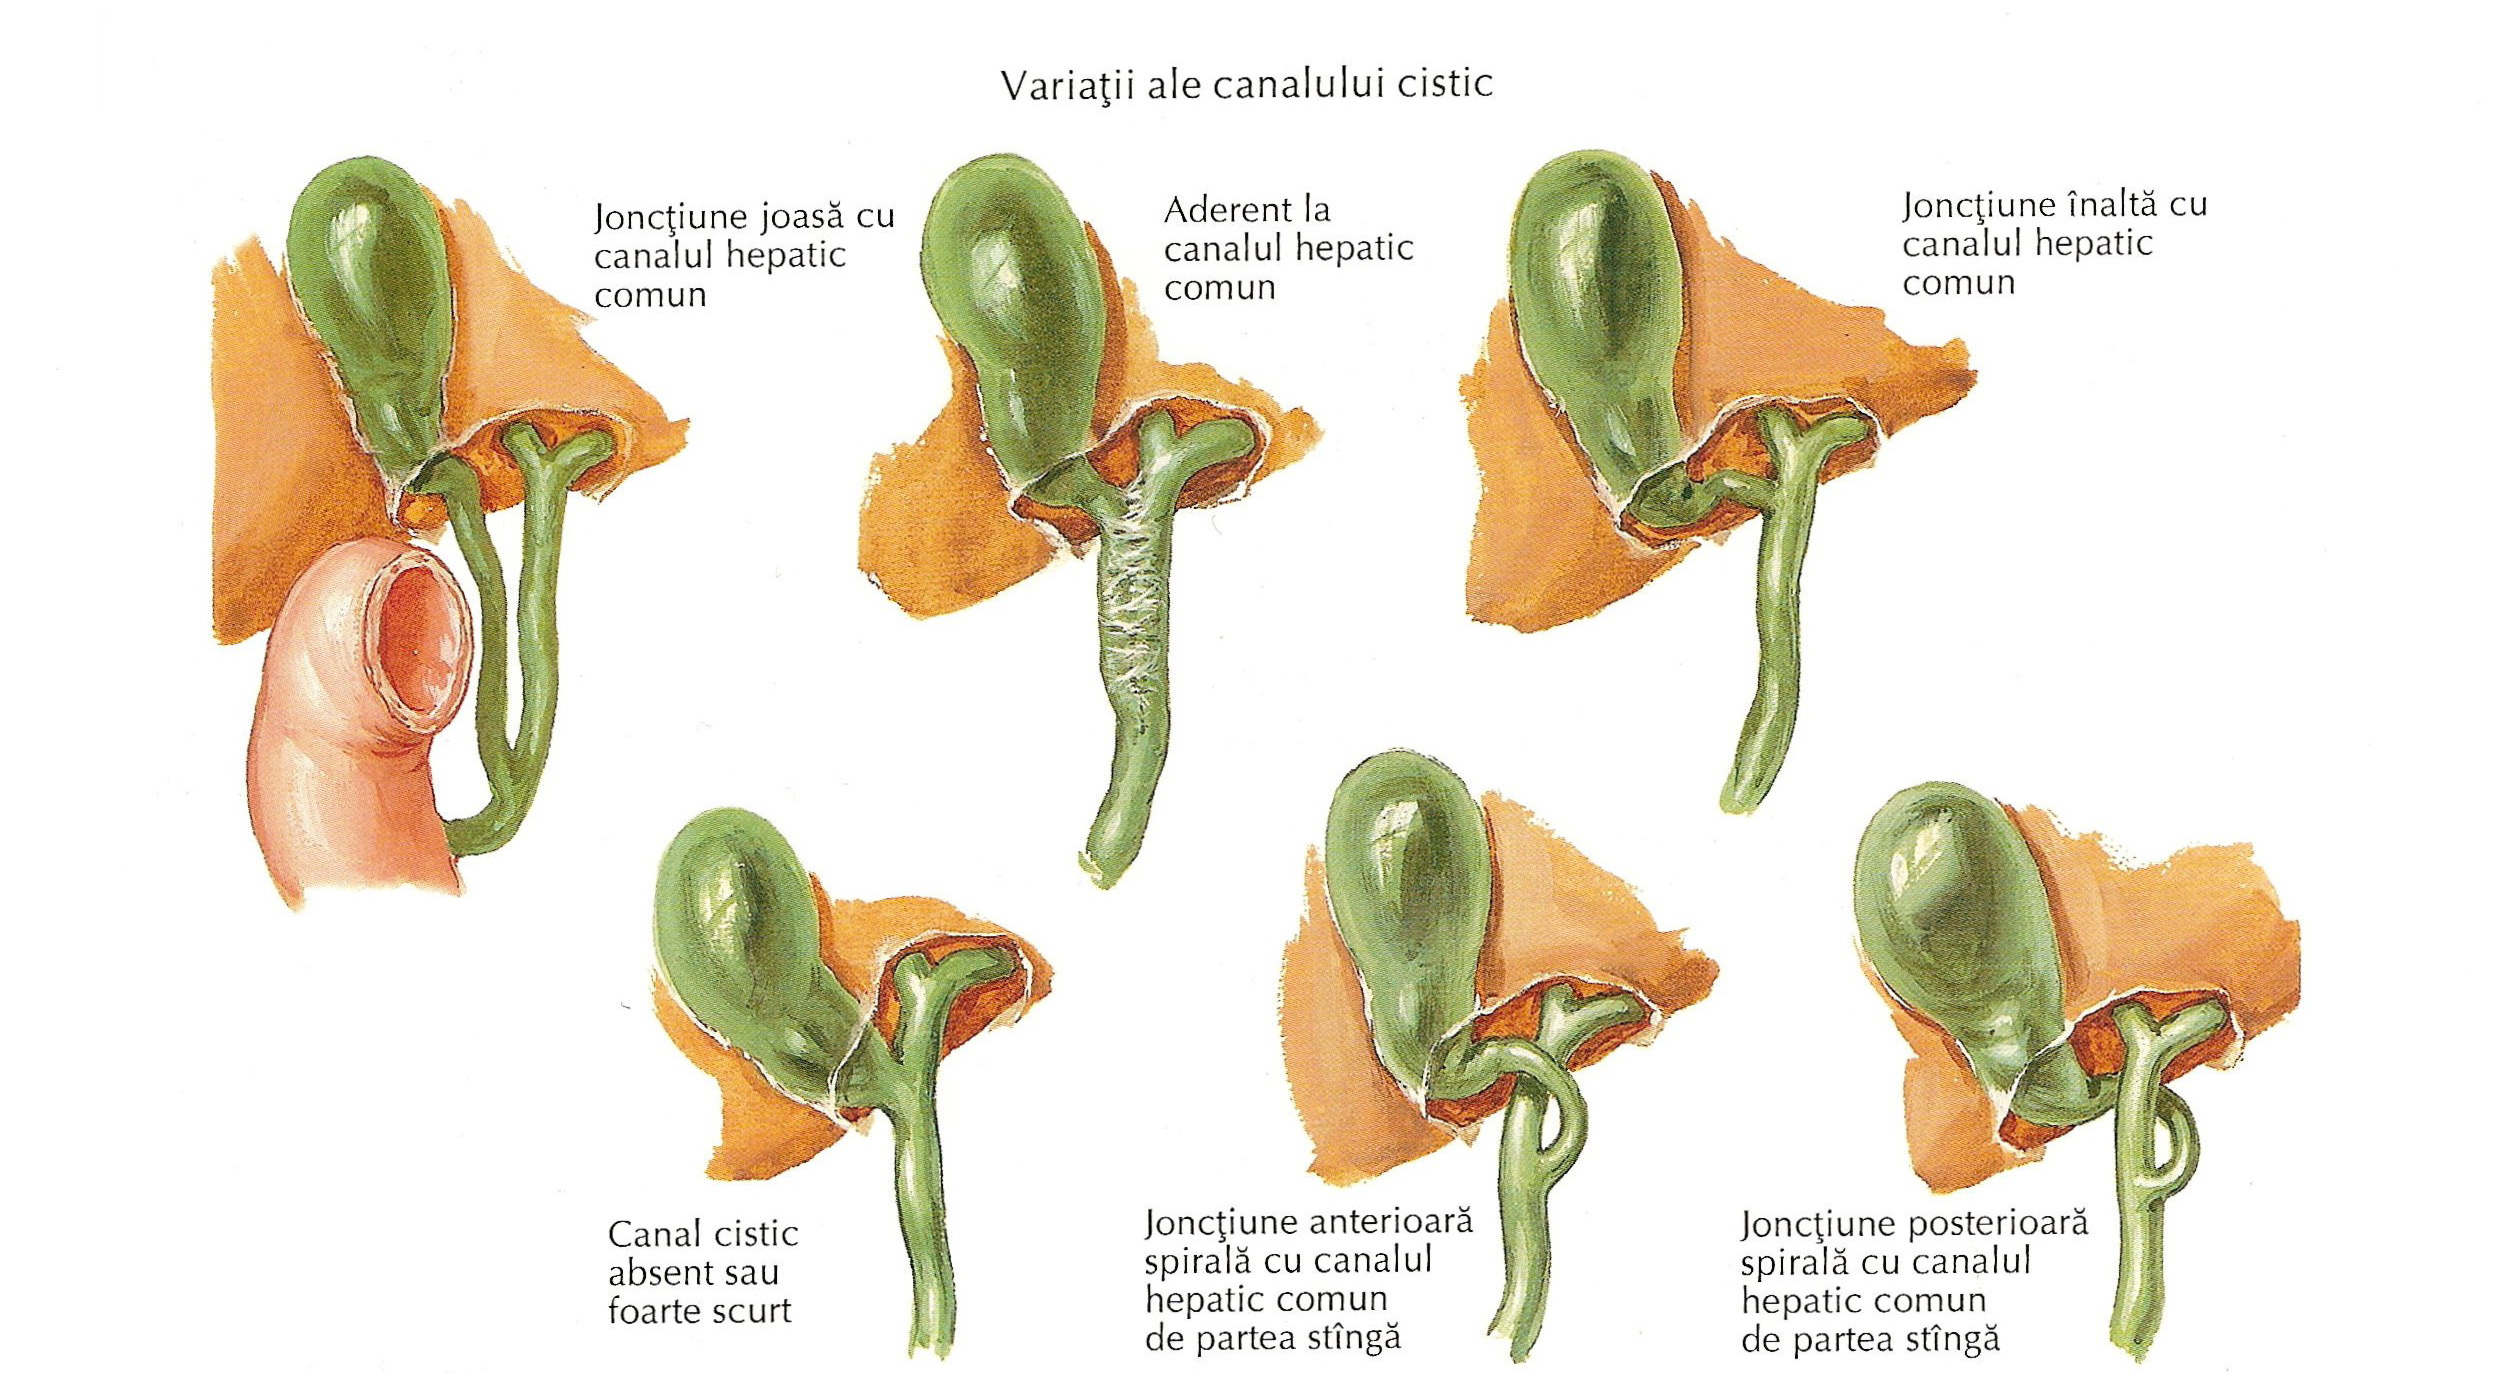 Variaţii ale canalului cistic
Joncţiune joasă cu
canalul hepatic
comun
Aderent la
canalul hepatic
comun
Joncţiune înaltă cu
canalul hepatic
comun
Canal cistic
absent sau
foarte scurt
Joncţiune anterioară
spirală cu canalul
hepatic comun
de partea stîngă
Joncţiune posterioară
spirală cu canalul
hepatic comun
de partea stîngă